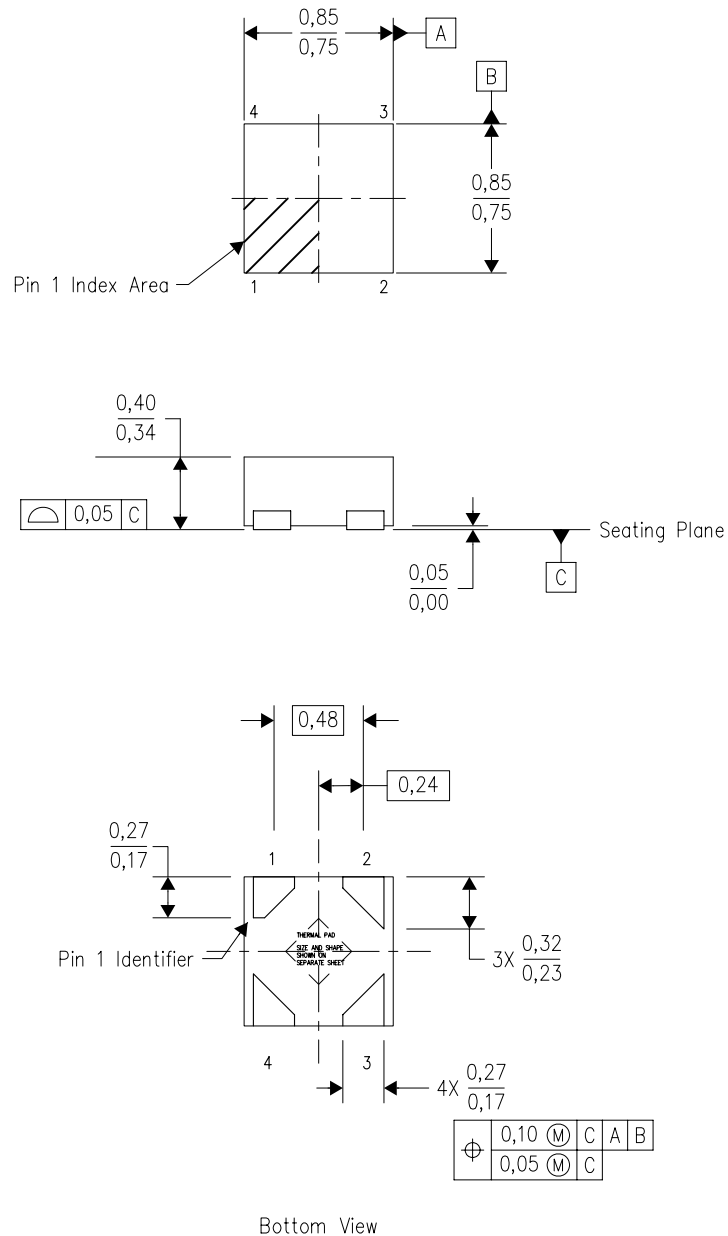 0,85
0,75
A
B
4
3
0,85
0,75
Pin 1 Index Area
1
2
0,40
0,34
0,05 C
Seating Plane
0,05
0,00
C
0,48
0,24
0,27
0,17
1
2
THERMAL PAD
SIZE AND SHAPE
SHOWN ON
SEPARATE SHEET
Pin 1 Identifier
3X 0,32
0,23
4
3
4X 0,27
0,17
0,10 Ⓜ C A B
0,05 Ⓜ C
Bottom View